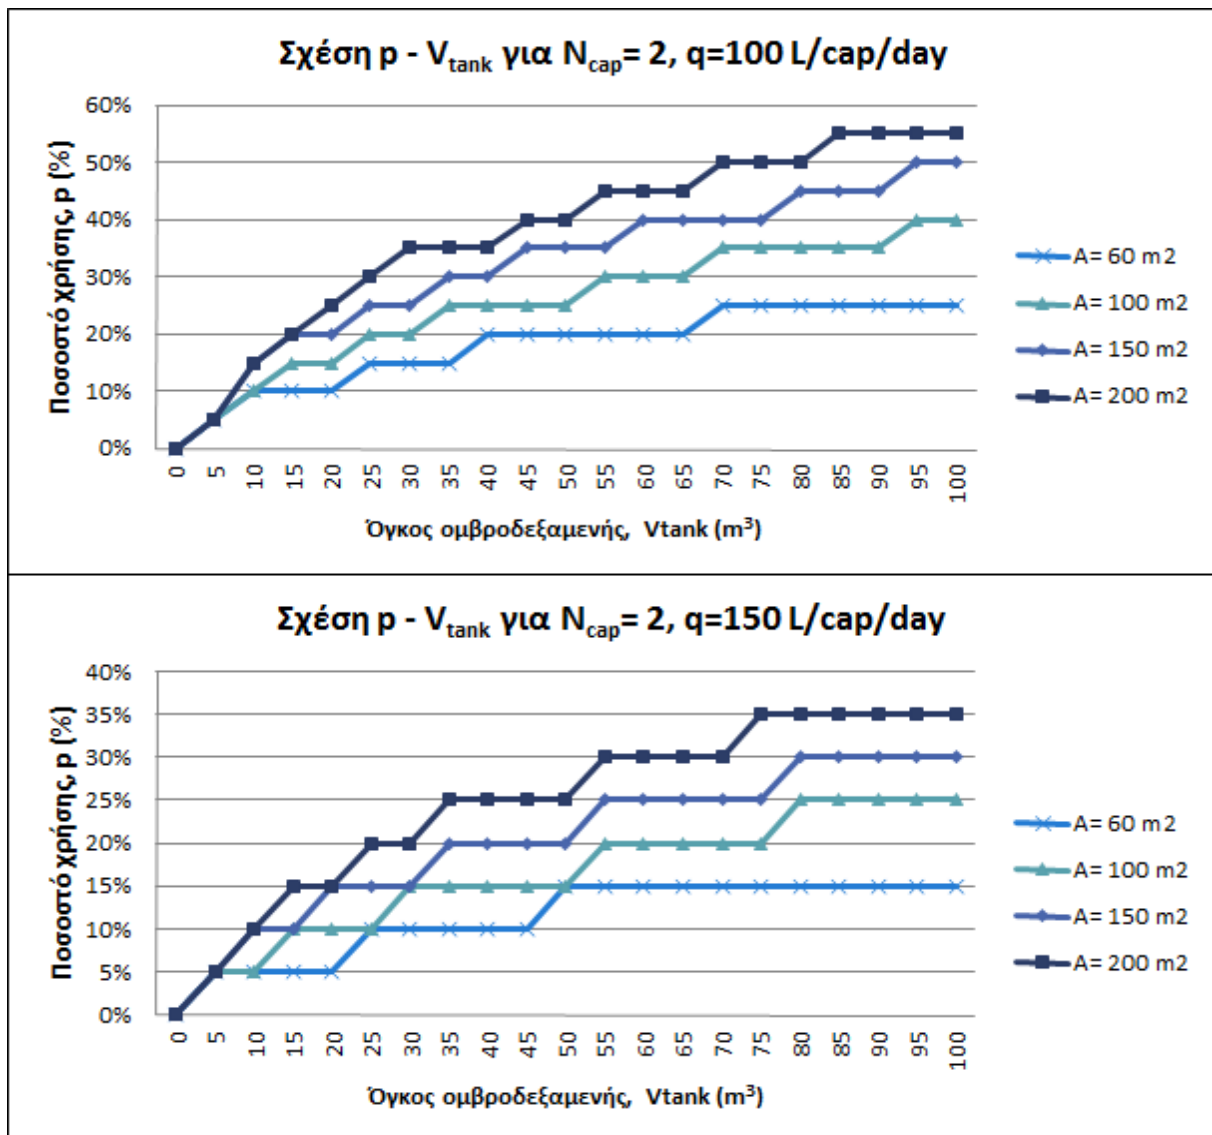 Σχέση p - Vtank για Ncap= 2, q=100 L/cap/day
Ποσοστό χρήσης, p (%)
60%
50%
40%
30%
20%
10%
0%
0 5 10 15 20 25 30 35 40 45 50 55 60 65 70 75 80 85 90 95 100
Όγκος ομβροδεξαμενής, Vtank (m³)
A= 60 m2
A= 100 m2
A= 150 m2
A= 200 m2
Σχέση p - Vtank για Ncap= 2, q=150 L/cap/day
Ποσοστό χρήσης, p (%)
40%
35%
30%
25%
20%
15%
10%
5%
0%
0 5 10 15 20 25 30 35 40 45 50 55 60 65 70 75 80 85 90 95 100
Όγκος ομβροδεξαμενής, Vtank (m³)
A= 60 m2
A= 100 m2
A= 150 m2
A= 200 m2